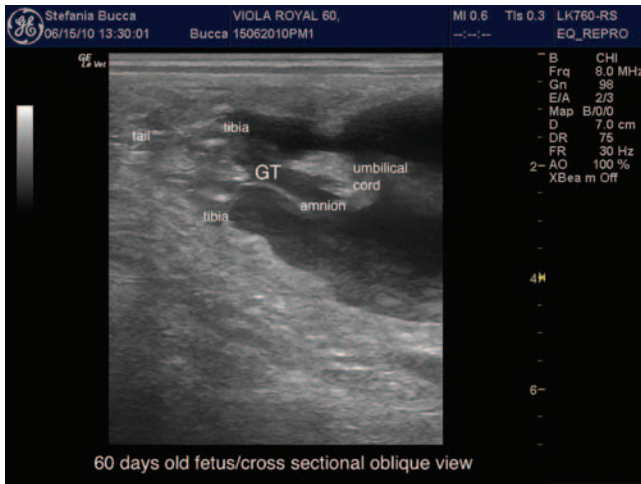 Stefania Bucca VIOLA ROYAL 60, MI 0.6 TIs 0.3 LK760-RS
06/15/10 13:30:01 Bucca 15062010PM1 --:--:-- EQ_REPRO
GE
Le Vet
B CHI
Frq 8.0 MHz
Gn 98
E/A 2/3
Map B/0/0
D 7.0 cm
DR 75
FR 30 Hz
AO 100 %
XBeam Off
tail
tibia
GT
umbilical
cord
tibia
amnion
2
4
6
60 days old fetus/cross sectional oblique view